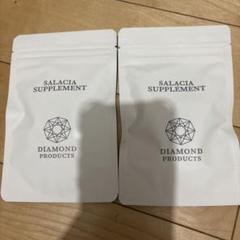 SALACIA
SUPPLEMENT
DIAMOND
PRODUCTS
SALACIA
SUPPLEMENT
DIAMOND
PRODUCTS